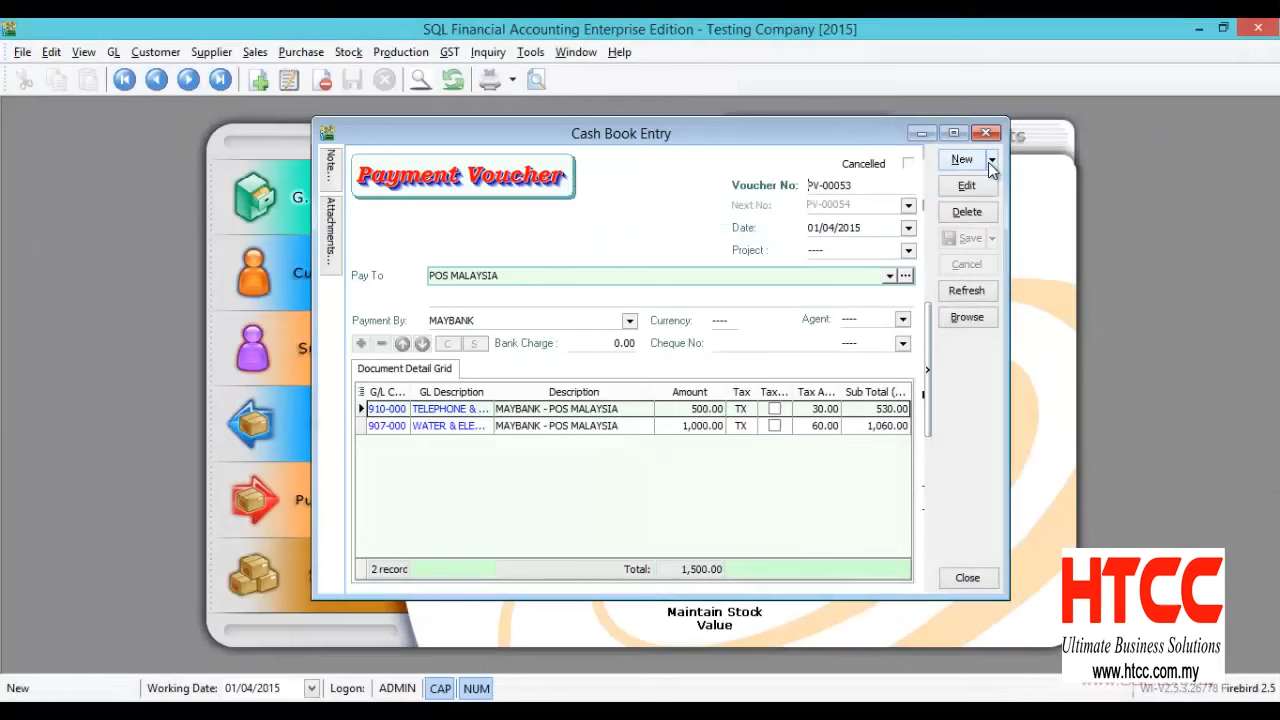 SQL Financial Accounting Enterprise Edition - Testing Company [2015]
File Edit View GL Customer Supplier Sales Purchase Stock Production GST Inquiry Tools Window Help
Cash Book Entry
Note...
Attachments...
Payment Voucher
Cancelled
Voucher No: PV-00053
Next No: PV-00054
Date: 01/04/2015
Project : ----
Pay To POS MALAYSIA
Payment By: MAYBANK Currency: ---- Agent: ----
C S Bank Charge : 0.00 Cheque No: ----
Document Detail Grid
G/L C... GL Description Description Amount Tax Tax... Tax A... Sub Total (...
910-000 TELEPHONE & ... MAYBANK - POS MALAYSIA 500.00 TX 30.00 530.00
907-000 WATER & ELE... MAYBANK - POS MALAYSIA 1,000.00 TX 60.00 1,060.00
2 record Total: 1,500.00
New
Edit
Delete
Save
Cancel
Refresh
Browse
Close
G.
Cu
S
Pu
Maintain Stock
Value
HTCC
Ultimate Business Solutions
www.htcc.com.my
New Working Date: 01/04/2015 Logon: ADMIN CAP NUM WI-V2.5.3.26778 Firebird 2.5